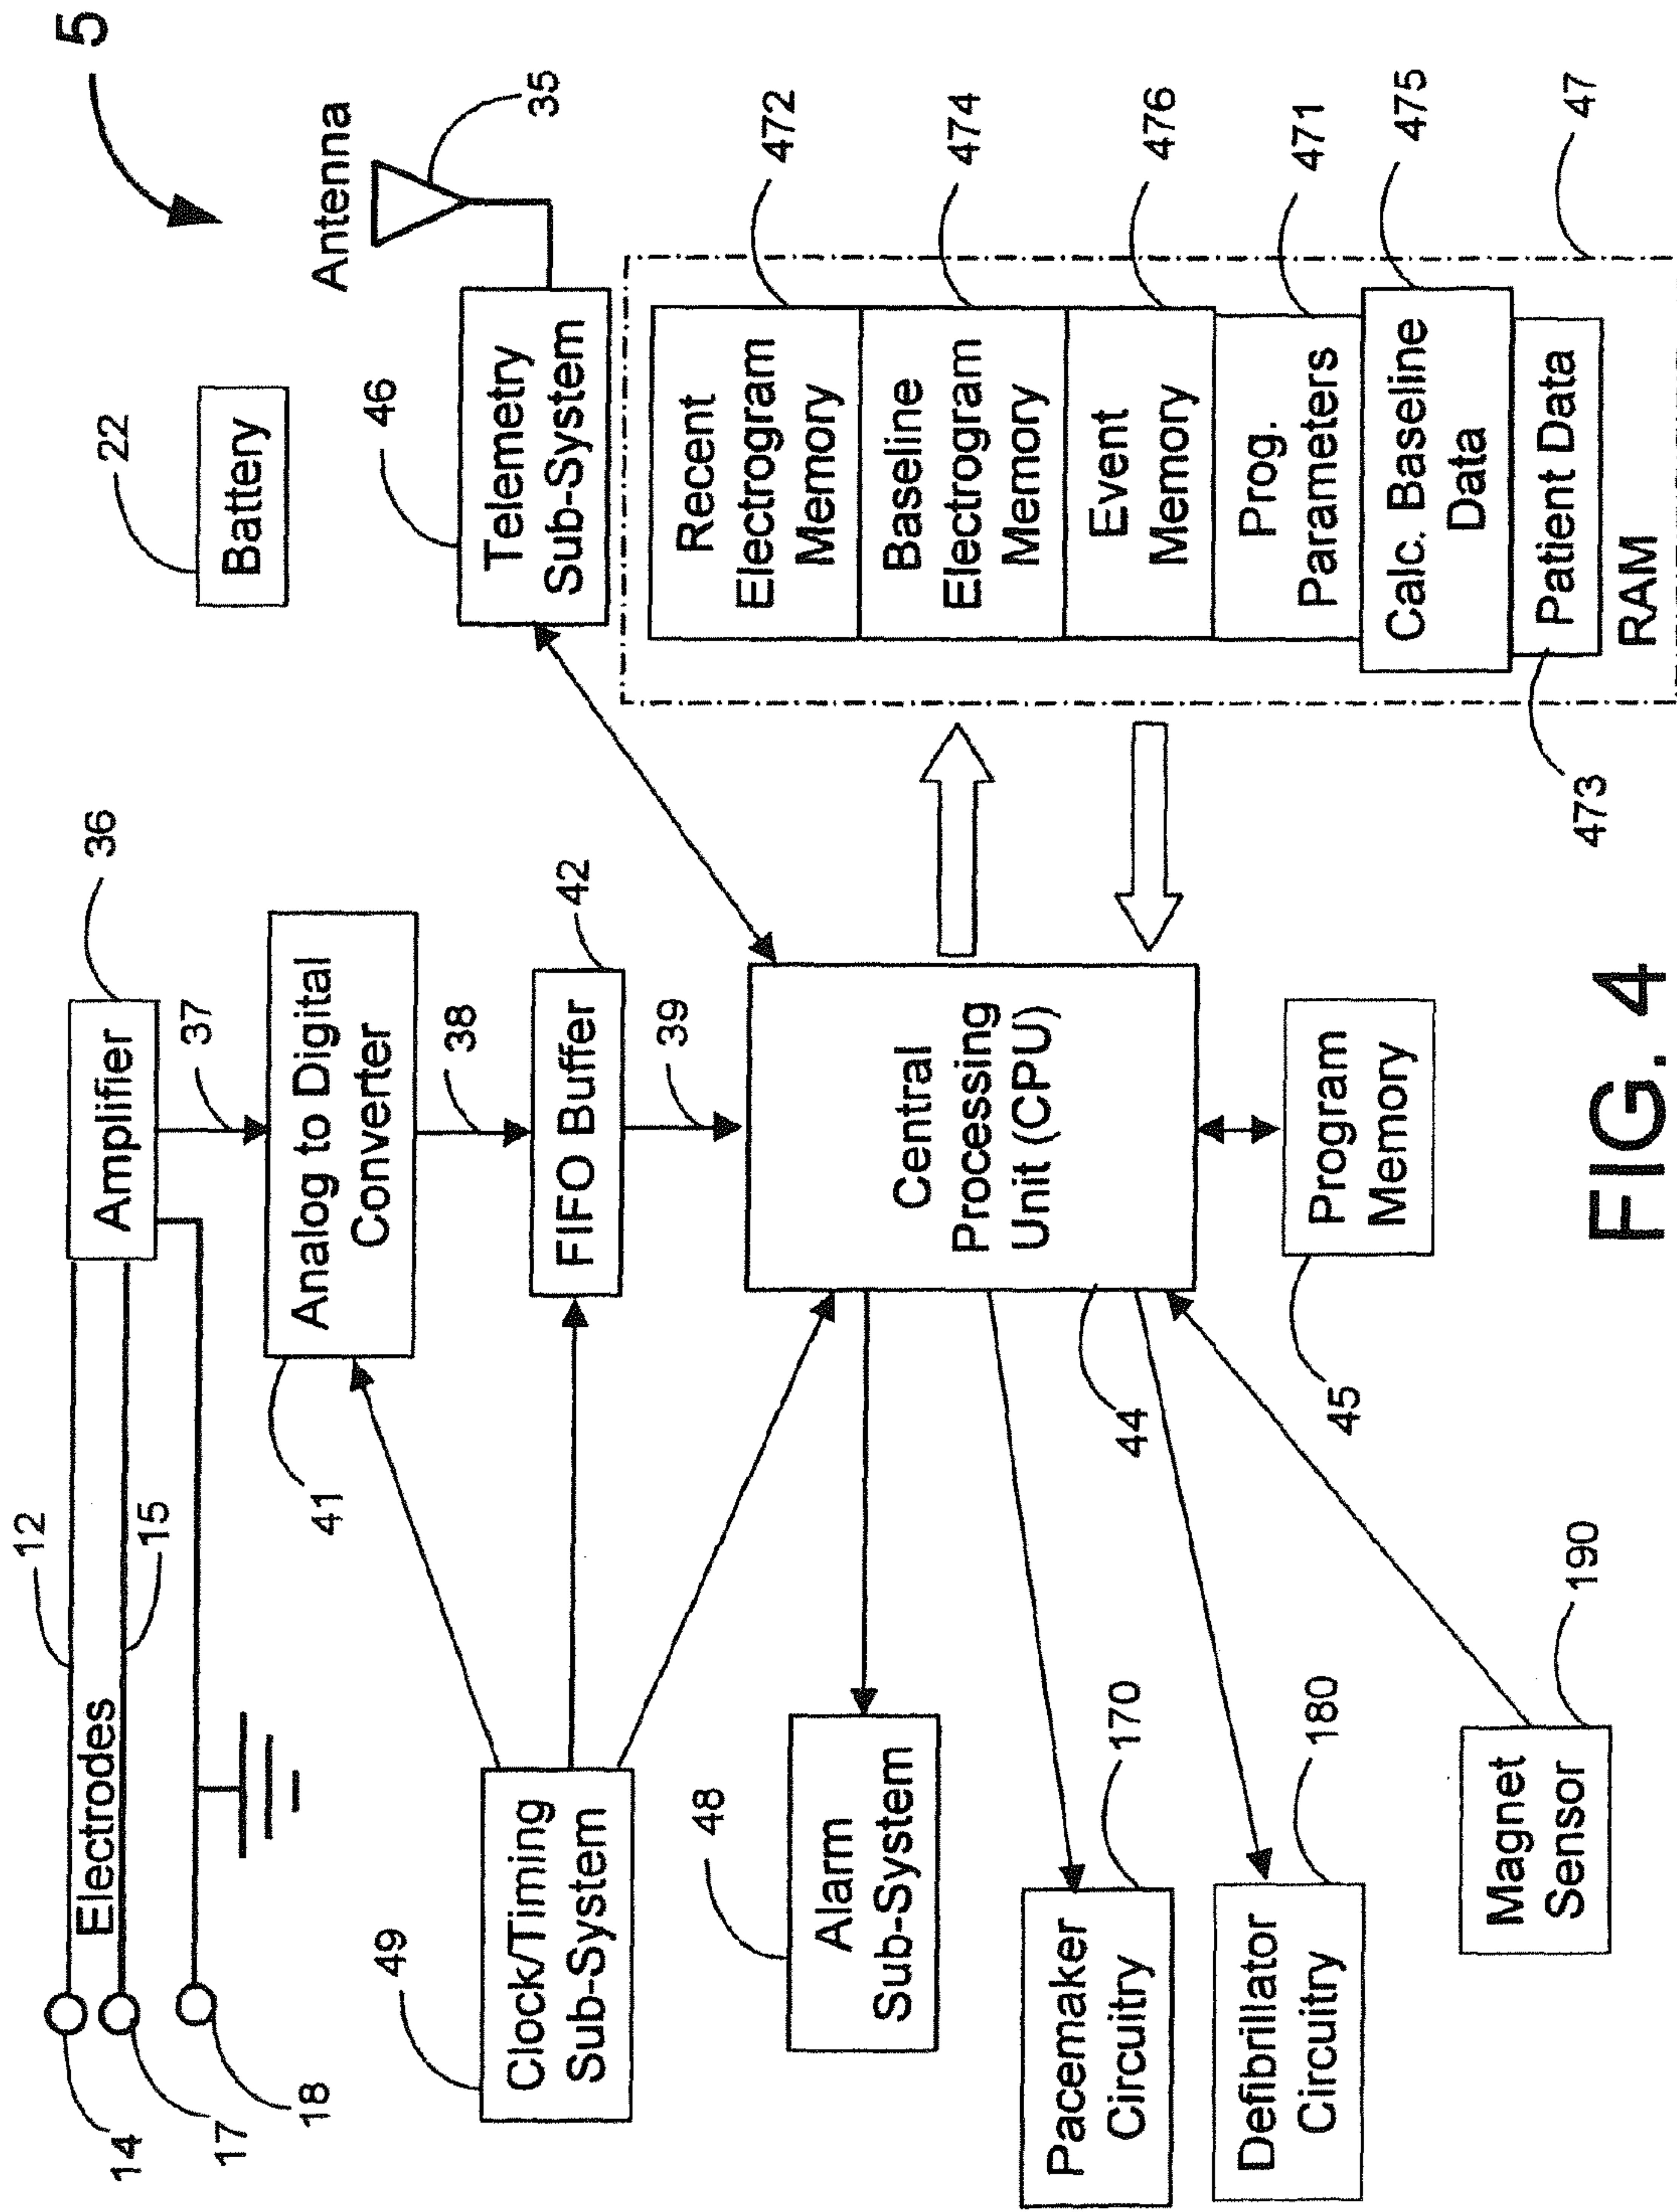 5
14
17
18
12
Electrodes
15
Amplifier
36
37
41
Analog to Digital
Converter
38
FIFO Buffer
42
39
22
Battery
Antenna
35
46
Telemetry
Sub-System
49
Clock/Timing
Sub-System
48
Alarm
Sub-System
Pacemaker
Circuitry
170
Defibrillator
Circuitry
180
Magnet
Sensor
190
Central
Processing
Unit (CPU)
44
Program
Memory
45
Recent
Electrogram
Memory
472
Baseline
Electrogram
Memory
474
Event
Memory
476
Prog.
Parameters
471
Calc. Baseline
Data
475
Patient Data
473
RAM
47
FIG. 4